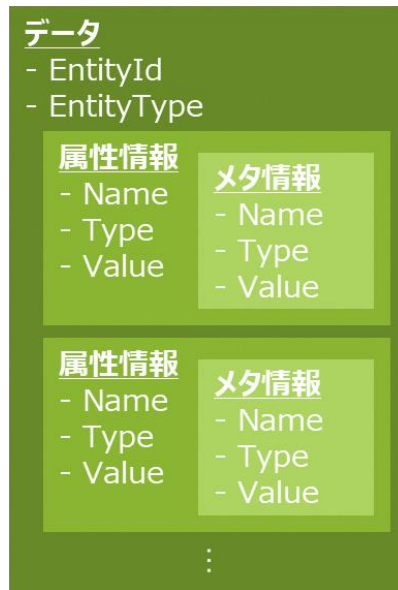 データ
- EntityId
- EntityType
属性情報
- Name
- Type
- Value
メタ情報
- Name
- Type
- Value
属性情報
- Name
- Type
- Value
メタ情報
- Name
- Type
- Value
⋮